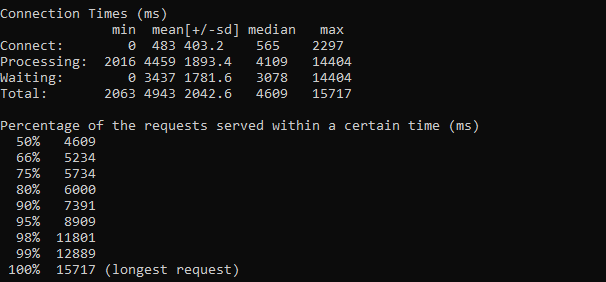 Connection Times (ms)
              min  mean[+/-sd] median   max
Connect:        0  483 403.2    565    2297
Processing:  2016 4459 1893.4   4109   14404
Waiting:        0 3437 1781.6   3078   14404
Total:       2063 4943 2042.6   4609   15717

Percentage of the requests served within a certain time (ms)
  50%   4609
  66%   5234
  75%   5734
  80%   6000
  90%   7391
  95%   8909
  98%  11801
  99%  12889
 100%  15717 (longest request)